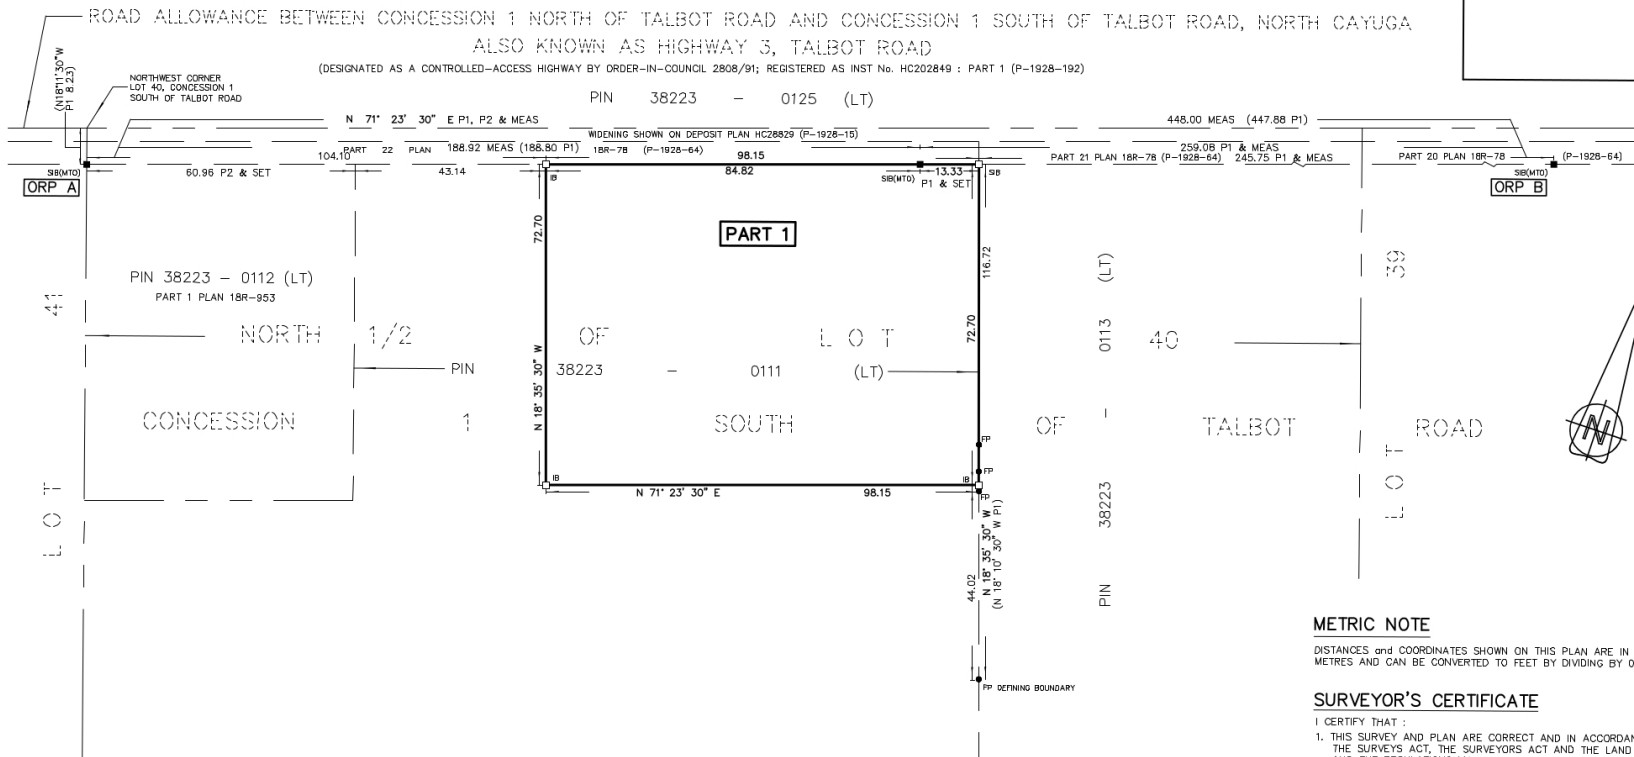 ROAD ALLOWANCE BETWEEN CONCESSION 1 NORTH OF TALBOT ROAD AND CONCESSION 1 SOUTH OF TALBOT ROAD, NORTH CAYUGA
ALSO KNOWN AS HIGHWAY 3, TALBOT ROAD
(DESIGNATED AS A CONTROLLED-ACCESS HIGHWAY BY ORDER-IN-COUNCIL 2808/91; REGISTERED AS INST No. HC202849 : PART 1 (P-1928-192)
(N18°11'30"W
P1 8.23)
NORTHWEST CORNER
LOT 40, CONCESSION 1
SOUTH OF TALBOT ROAD
PIN 38223 - 0125 (LT)
N 71° 23' 30" E P1, P2 & MEAS
448.00 MEAS (447.88 P1)
WIDENING SHOWN ON DEPOSIT PLAN HC28829 (P-1928-15)
104.10
PART 22 PLAN
188.92 MEAS (188.80 P1)
18R-78 (P-1928-64)
98.15
259.08 P1 & MEAS
PART 21 PLAN 18R-78 (P-1928-64)
245.75 P1 & MEAS
PART 20 PLAN 18R-78
(P-1928-64)
SIB(MTO)
60.96 P2 & SET
43.14
IB
84.82
SIB(MTO)
13.33
P1 & SET
SIB
SIB(MTO)
ORP A
ORP B
PART 1
72.70
116.72
72.70
PIN 38223 - 0112 (LT)
PART 1 PLAN 18R-953
LOT 41
LOT 39
NORTH 1/2 OF LOT 40
PIN 38223 - 0111 (LT)
PIN 38223 - 0113 (LT)
N 18° 35' 30" W
CONCESSION 1 SOUTH OF TALBOT ROAD
N
FP
FP
IB
IB
FP
N 71° 23' 30" E
98.15
44.02
N 18° 35' 30" W
(N 18° 10' 30" W P1)
FP DEFINING BOUNDARY
METRIC NOTE
DISTANCES and COORDINATES SHOWN ON THIS PLAN ARE IN
METRES AND CAN BE CONVERTED TO FEET BY DIVIDING BY 0
SURVEYOR'S CERTIFICATE
I CERTIFY THAT :
1. THIS SURVEY AND PLAN ARE CORRECT AND IN ACCORDAN
THE SURVEYS ACT, THE SURVEYORS ACT AND THE LAND